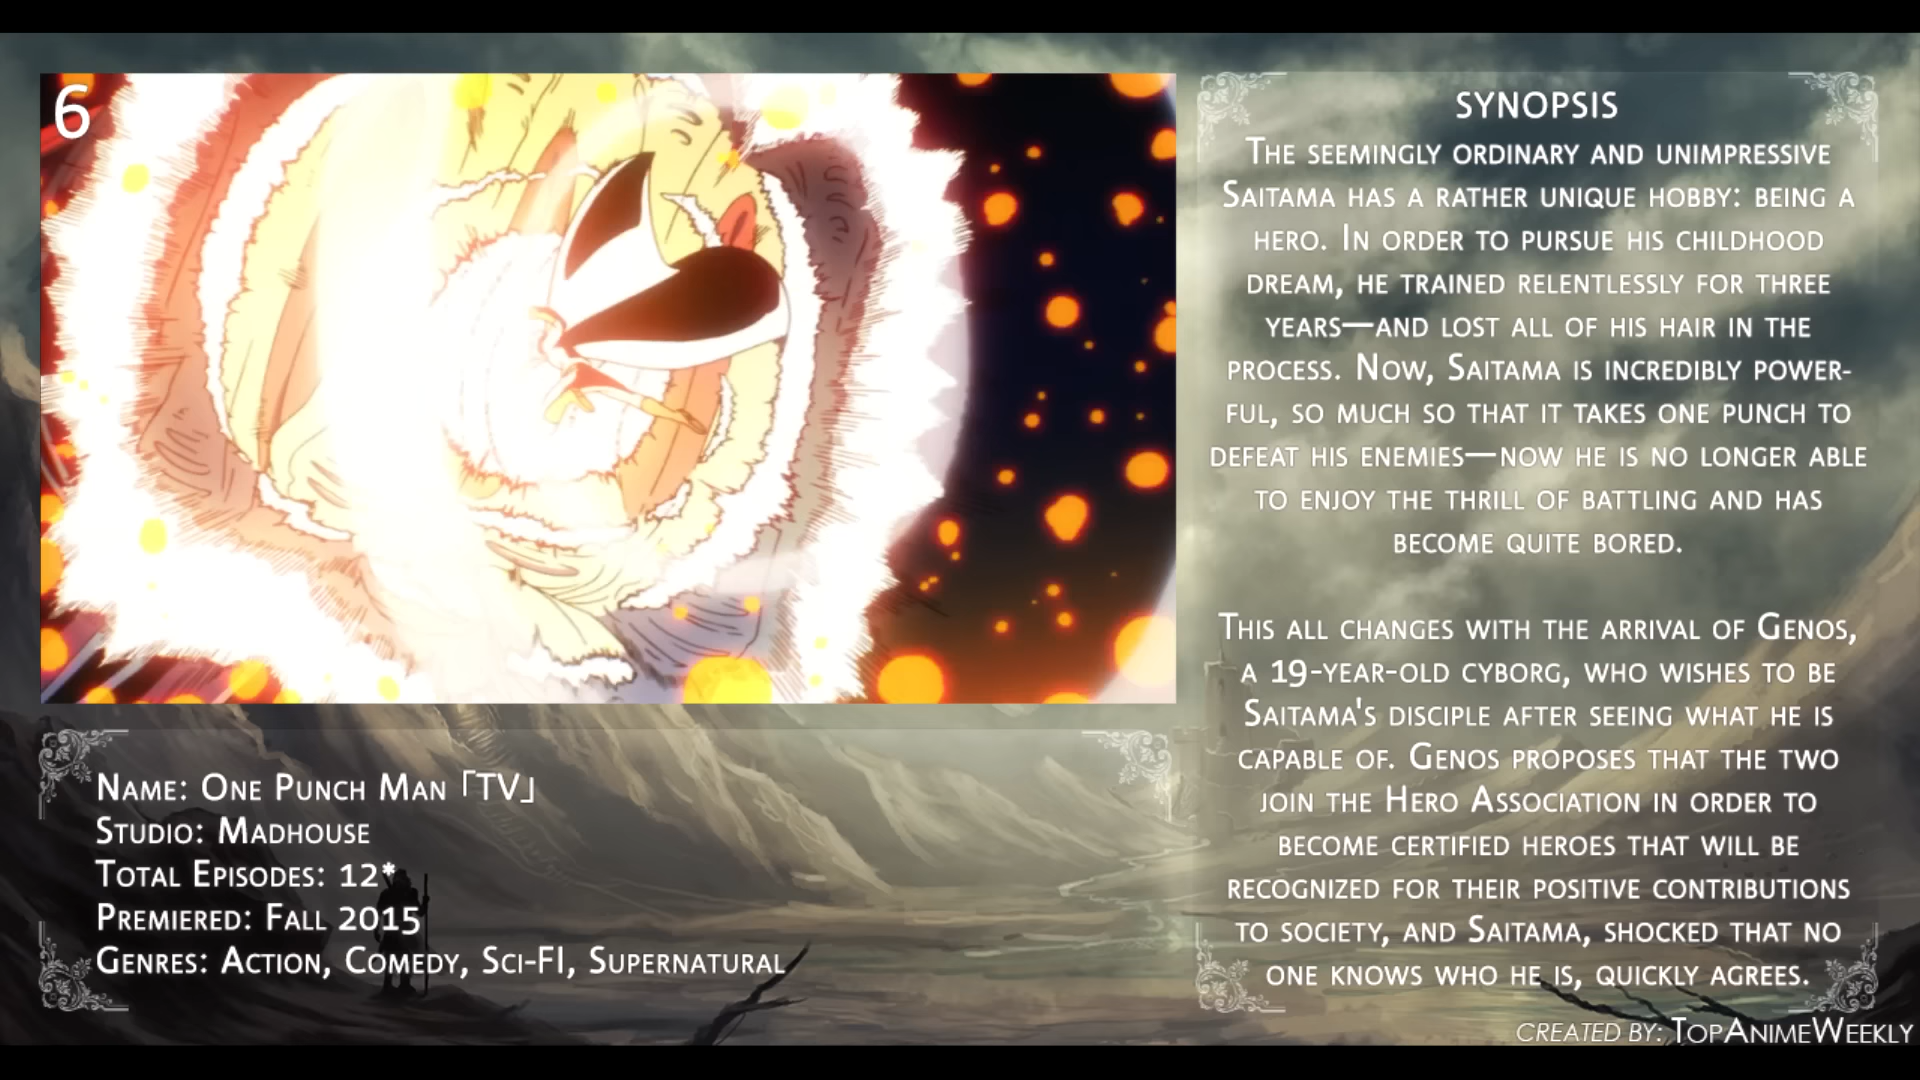 6
SYNOPSIS
THE SEEMINGLY ORDINARY AND UNIMPRESSIVE
SAITAMA HAS A RATHER UNIQUE HOBBY: BEING A
HERO. IN ORDER TO PURSUE HIS CHILDHOOD
DREAM, HE TRAINED RELENTLESSLY FOR THREE
YEARS—AND LOST ALL OF HIS HAIR IN THE
PROCESS. NOW, SAITAMA IS INCREDIBLY POWER-
FUL, SO MUCH SO THAT IT TAKES ONE PUNCH TO
DEFEAT HIS ENEMIES—NOW HE IS NO LONGER ABLE
TO ENJOY THE THRILL OF BATTLING AND HAS
BECOME QUITE BORED.
THIS ALL CHANGES WITH THE ARRIVAL OF GENOS,
A 19-YEAR-OLD CYBORG, WHO WISHES TO BE
SAITAMA'S DISCIPLE AFTER SEEING WHAT HE IS
CAPABLE OF. GENOS PROPOSES THAT THE TWO
JOIN THE HERO ASSOCIATION IN ORDER TO
BECOME CERTIFIED HEROES THAT WILL BE
RECOGNIZED FOR THEIR POSITIVE CONTRIBUTIONS
TO SOCIETY, AND SAITAMA, SHOCKED THAT NO
ONE KNOWS WHO HE IS, QUICKLY AGREES.
NAME: ONE PUNCH MAN「TV」
STUDIO: MADHOUSE
TOTAL EPISODES: 12*
PREMIERED: FALL 2015
GENRES: ACTION, COMEDY, SCI-FI, SUPERNATURAL
CREATED BY: TOPANIMEWEEKLY